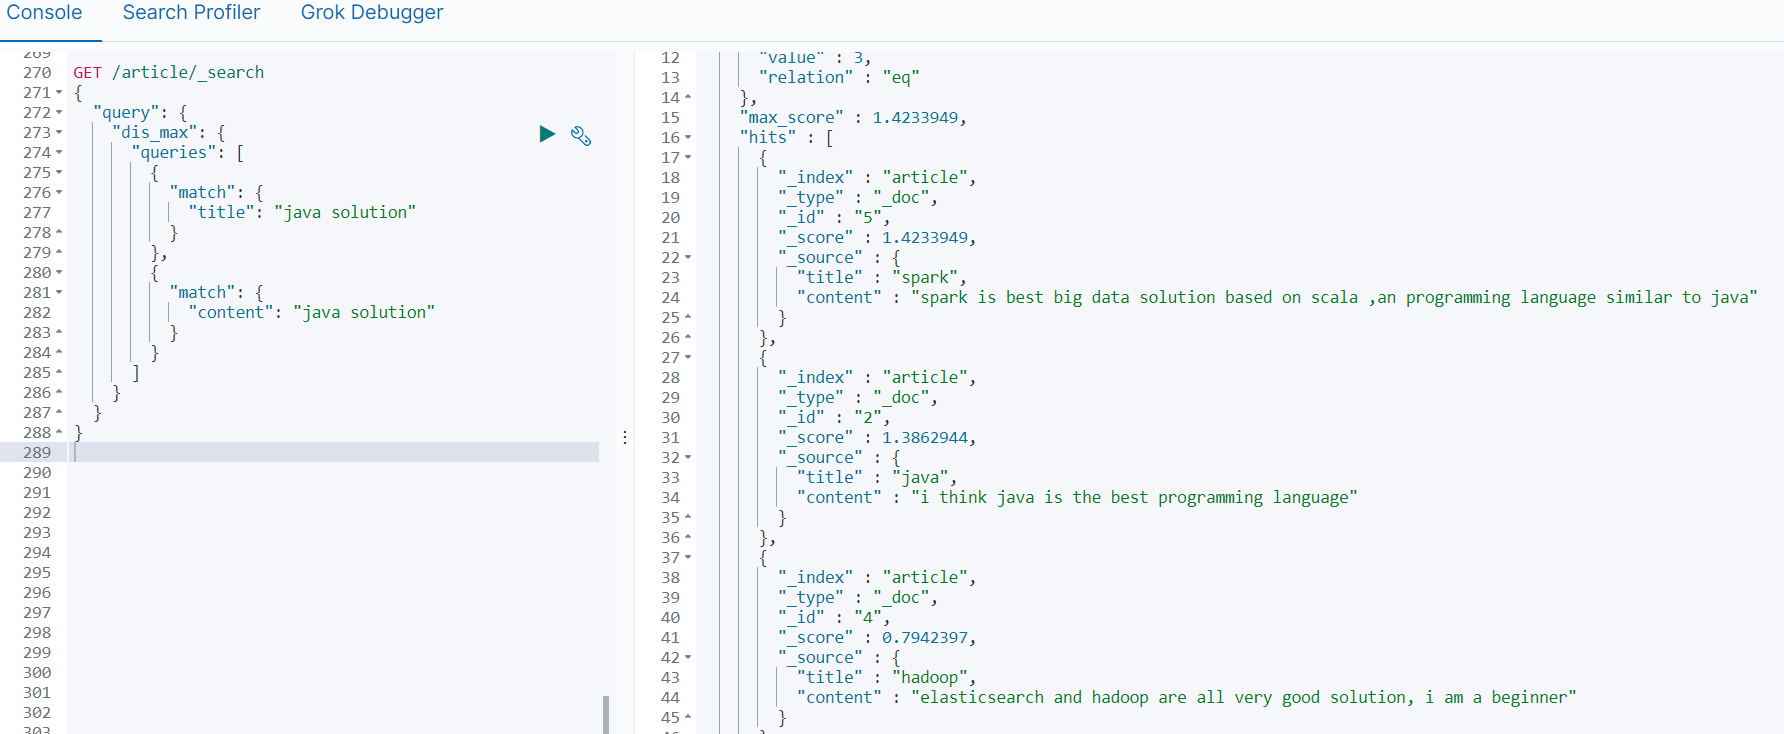 Console Search Profiler Grok Debugger
269
270 GET /article/_search
271 {
272 "query": {
273 "dis_max": {
274 "queries": [
275 {
276 "match": {
277 "title": "java solution"
278 }
279 },
280 {
281 "match": {
282 "content": "java solution"
283 }
284 }
285 ]
286 }
287 }
288 }
289
290
291
292
293
294
295
296
297
298
299
300
301
302
303
12 "value" : 3,
13 "relation" : "eq"
14 },
15 "max_score" : 1.4233949,
16 "hits" : [
17 {
18 "_index" : "article",
19 "_type" : "_doc",
20 "_id" : "5",
21 "_score" : 1.4233949,
22 "_source" : {
23 "title" : "spark",
24 "content" : "spark is best big data solution based on scala ,an programming language similar to java"
25 }
26 },
27 {
28 "_index" : "article",
29 "_type" : "_doc",
30 "_id" : "2",
31 "_score" : 1.3862944,
32 "_source" : {
33 "title" : "java",
34 "content" : "i think java is the best programming language"
35 }
36 },
37 {
38 "_index" : "article",
39 "_type" : "_doc",
40 "_id" : "4",
41 "_score" : 0.7942397,
42 "_source" : {
43 "title" : "hadoop",
44 "content" : "elasticsearch and hadoop are all very good solution, i am a beginner"
45 }